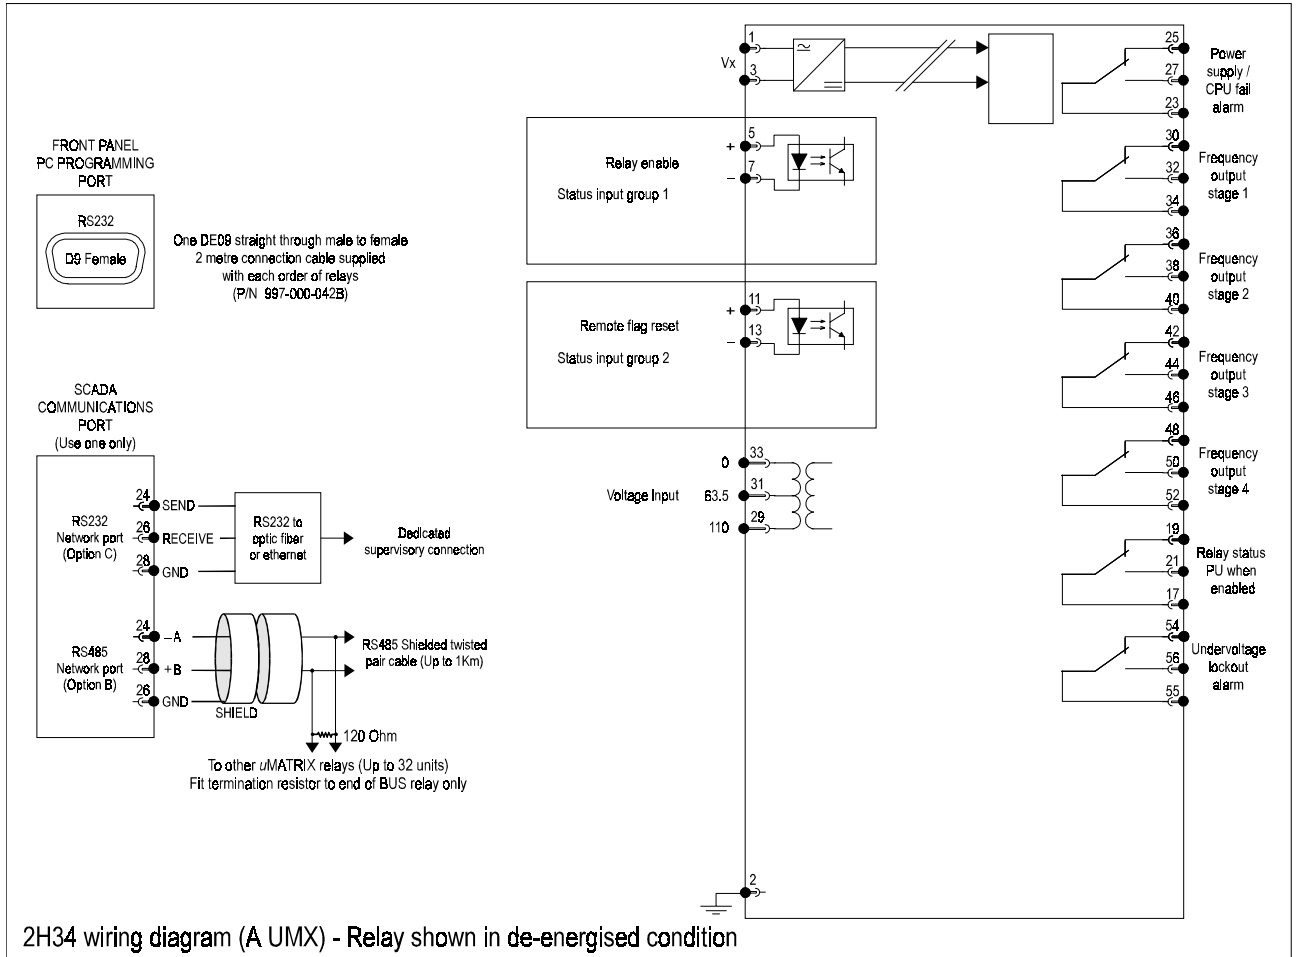 FRONT PANEL
PC PROGRAMMING
PORT
RS232
D9 Female
One DE09 straight through male to female
2 metre connection cable supplied
with each order of relays
(P/N 997-000-042B)
SCADA
COMMUNICATIONS
PORT
(Use one only)
24
SEND
RS232
Network port
(Option C)
26
RECEIVE
28
GND
RS232 to
optic fiber
or ethernet
Dedicated
supervisory connection
24
–A
RS485
Network port
(Option B)
28
+B
26
GND
SHIELD
RS485 Shielded twisted
pair cable (Up to 1Km)
120 Ohm
To other uMATRIX relays (Up to 32 units)
Fit termination resistor to end of BUS relay only
Vx
1
3
Relay enable
Status input group 1
+
5
–
7
Remote flag reset
Status input group 2
+
11
–
13
Voltage Input
0
33
63.5
31
110
29
2
25
27
23
Power
supply /
CPU fail
alarm
30
32
34
Frequency
output
stage 1
36
38
40
Frequency
output
stage 2
42
44
46
Frequency
output
stage 3
48
50
52
Frequency
output
stage 4
19
21
17
Relay status
PU when
enabled
54
56
55
Undervoltage
lockout
alarm
2H34 wiring diagram (A UMX) - Relay shown in de-energised condition